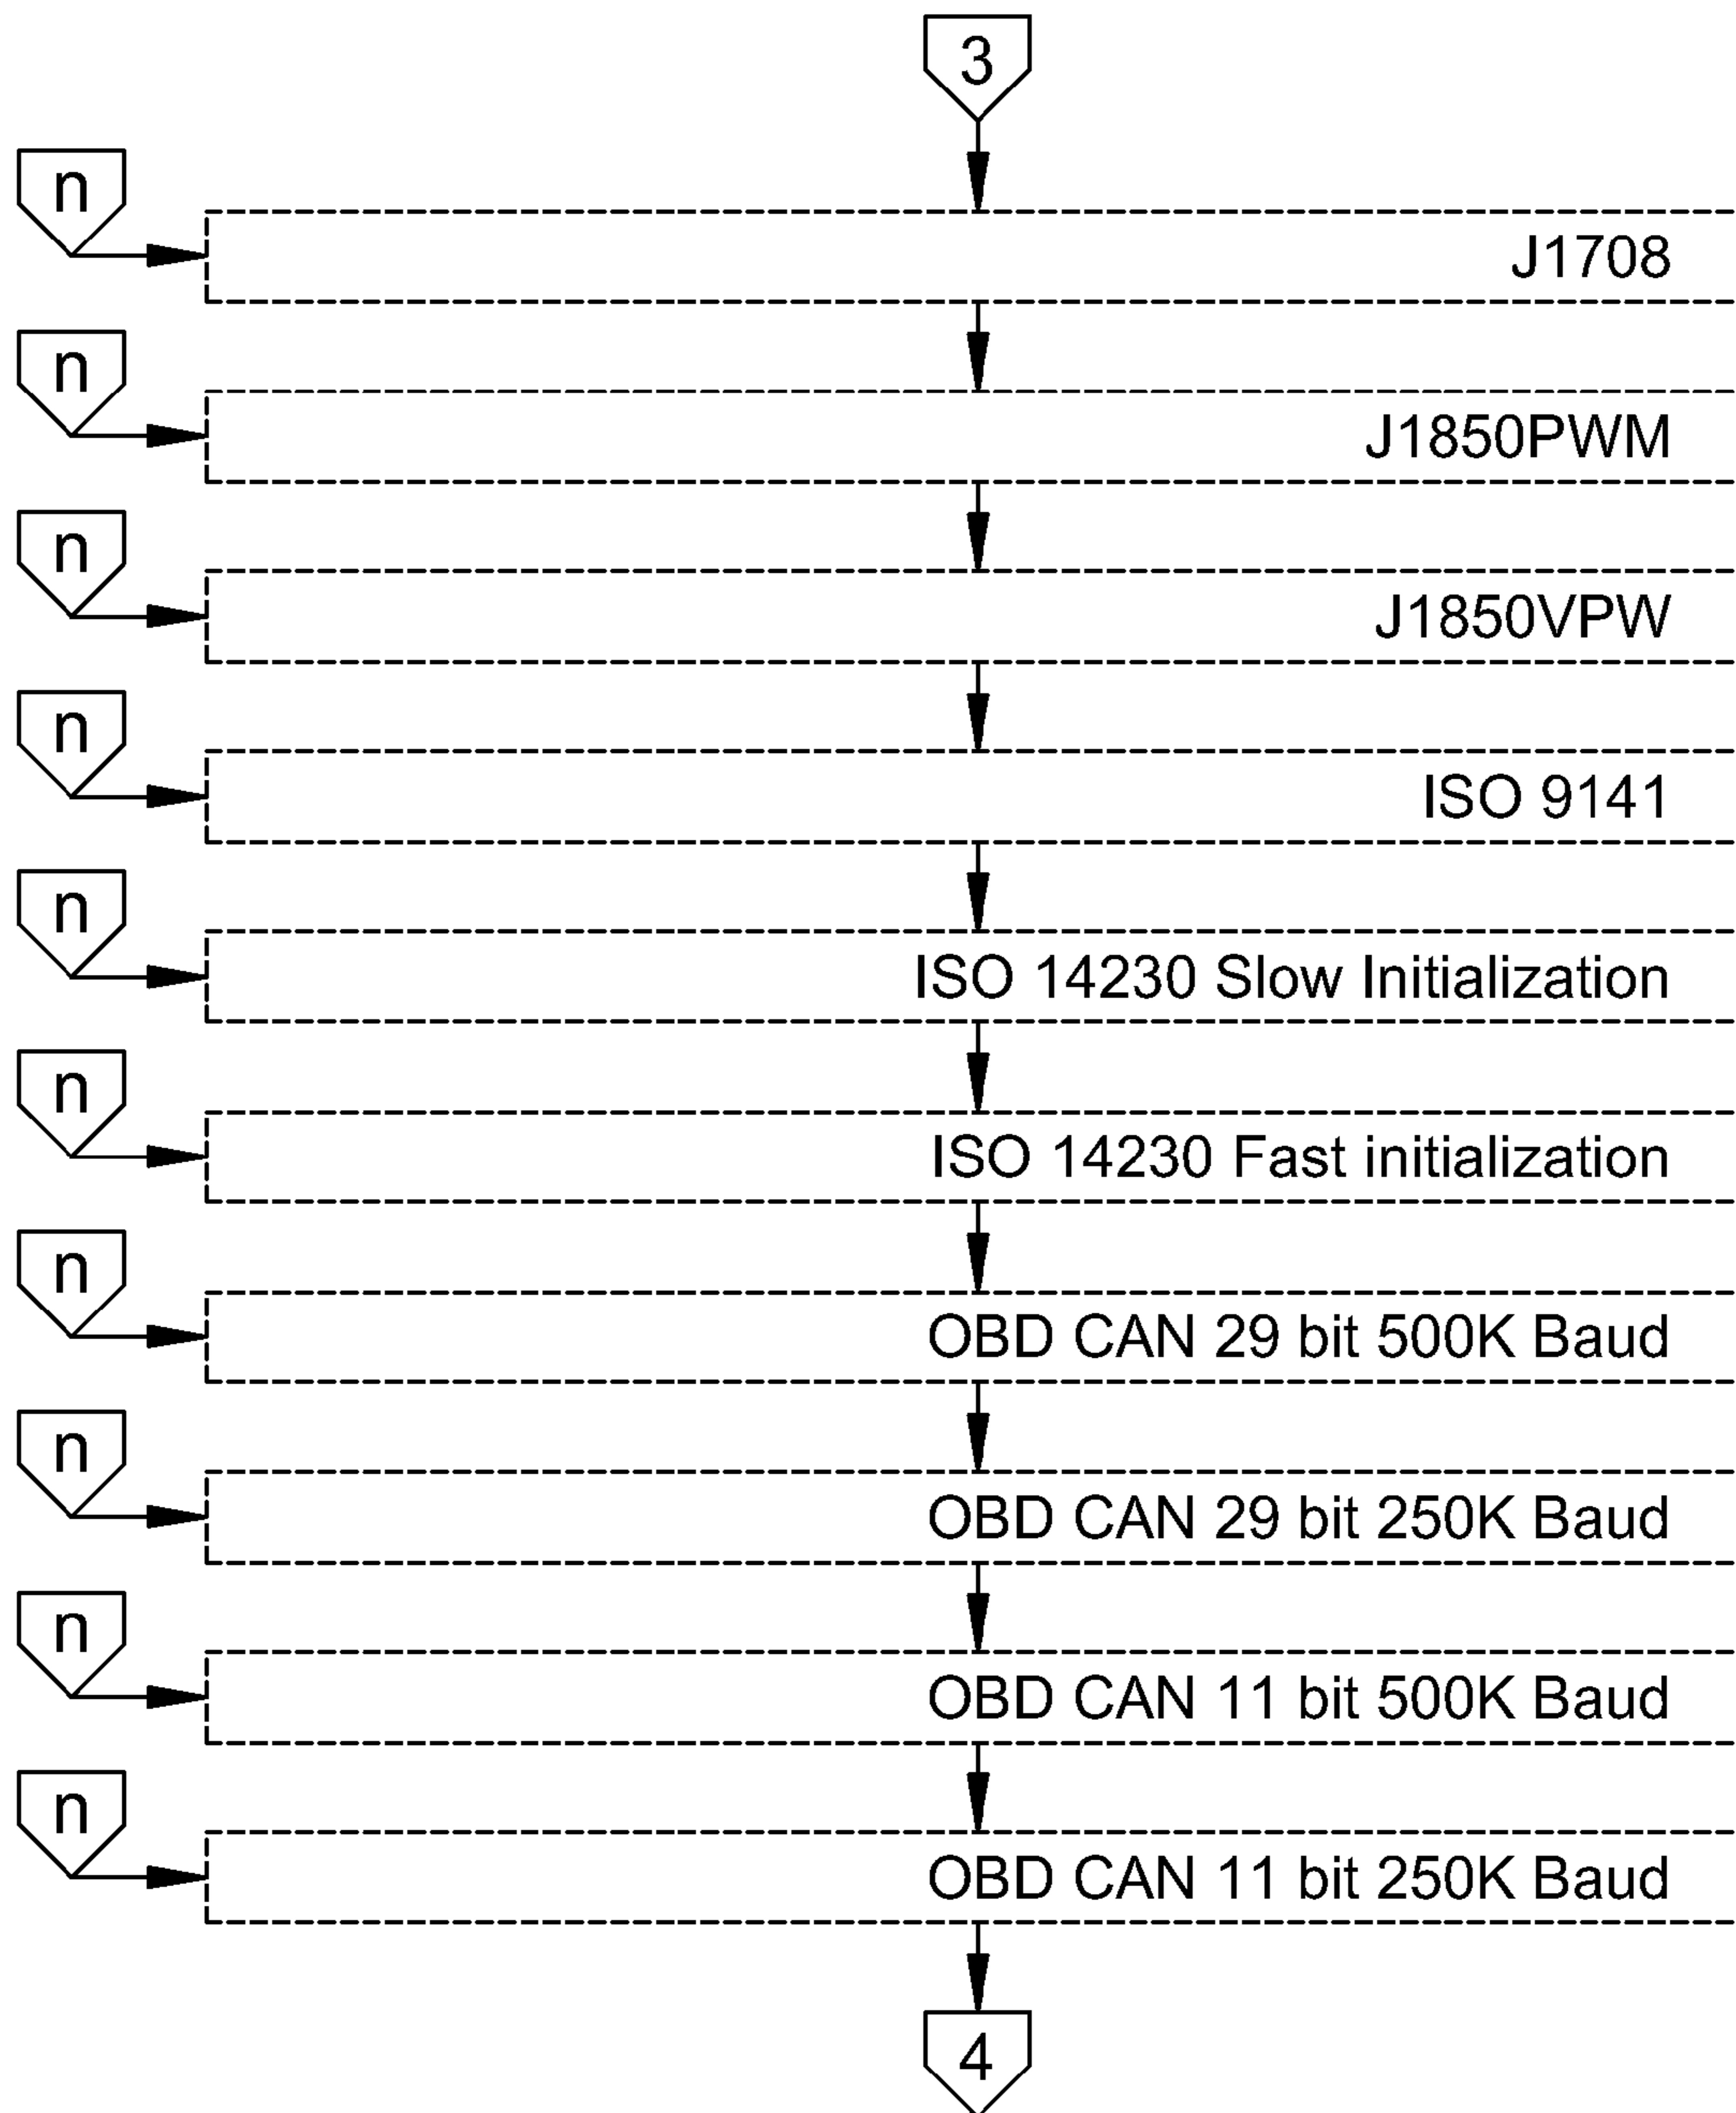 3
n
J1708
n
J1850PWM
n
J1850VPW
n
ISO 9141
n
ISO 14230 Slow Initialization
n
ISO 14230 Fast initialization
n
OBD CAN 29 bit 500K Baud
n
OBD CAN 29 bit 250K Baud
n
OBD CAN 11 bit 500K Baud
n
OBD CAN 11 bit 250K Baud
4